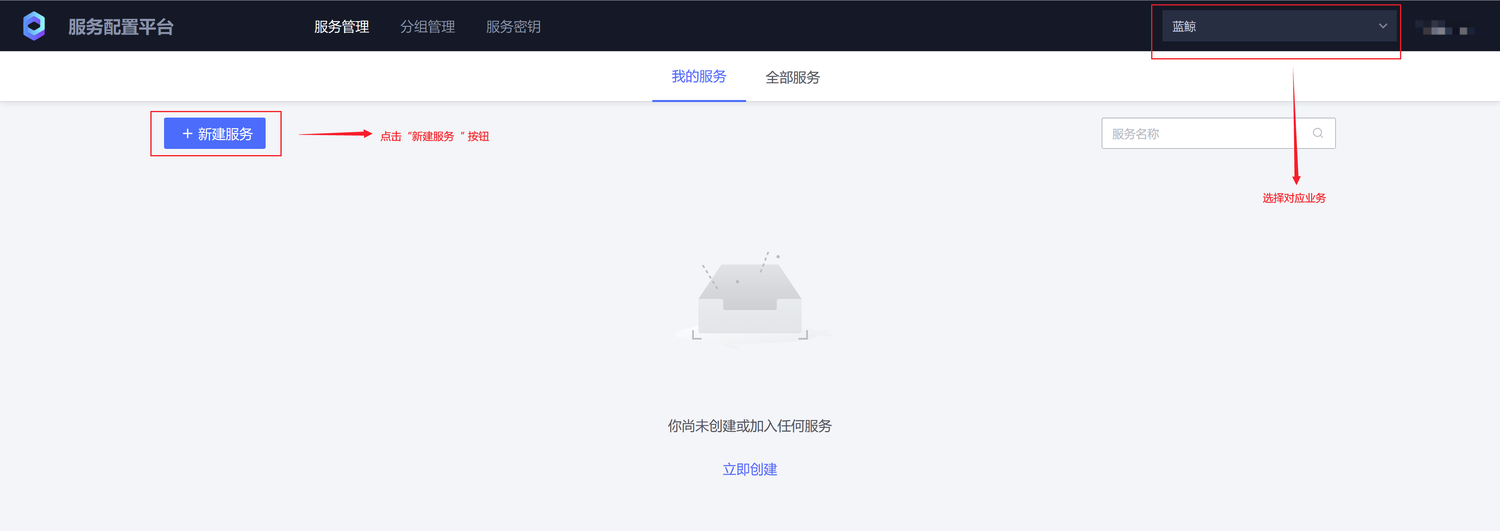 服务配置平台
服务管理
分组管理
服务密钥
蓝鲸
我的服务
全部服务
+ 新建服务
点击“新建服务 ”按钮
服务名称
选择对应业务
你尚未创建或加入任何服务
立即创建